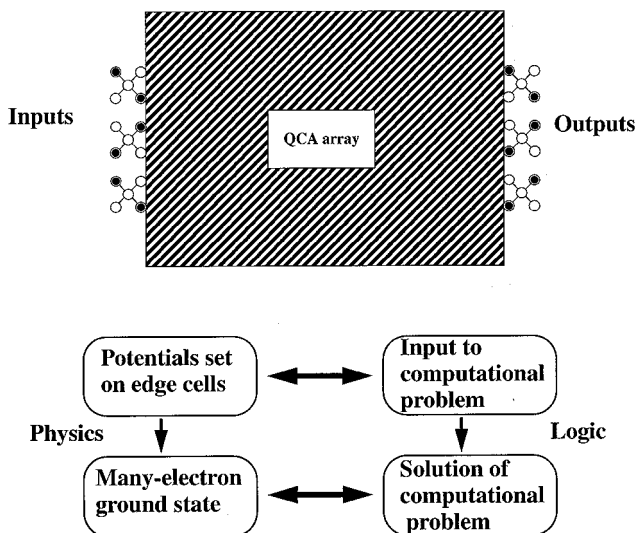 Inputs
QCA array
Outputs
Potentials set
on edge cells
Input to
computational
problem
Physics
Logic
Many-electron
ground state
Solution of
computational
problem